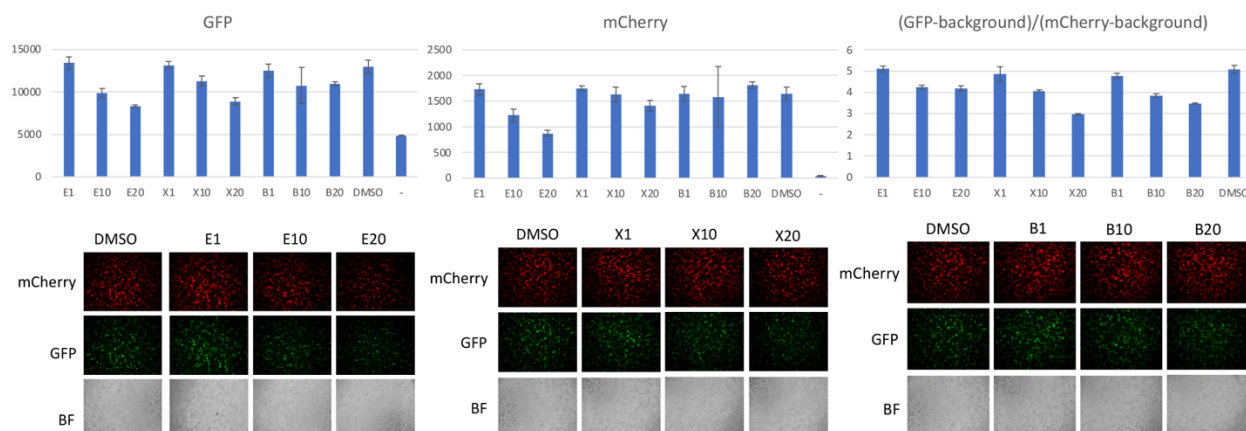 GFP
15000
10000
5000
0
E1 E10 E20 X1 X10 X20 B1 B10 B20 DMSO -
mCherry
2500
2000
1500
1000
500
0
E1 E10 E20 X1 X10 X20 B1 B10 B20 DMSO -
(GFP-background)/(mCherry-background)
6
5
4
3
2
1
0
E1 E10 E20 X1 X10 X20 B1 B10 B20 DMSO
DMSO E1 E10 E20
mCherry
GFP
BF
DMSO X1 X10 X20
mCherry
GFP
BF
DMSO B1 B10 B20
mCherry
GFP
BF